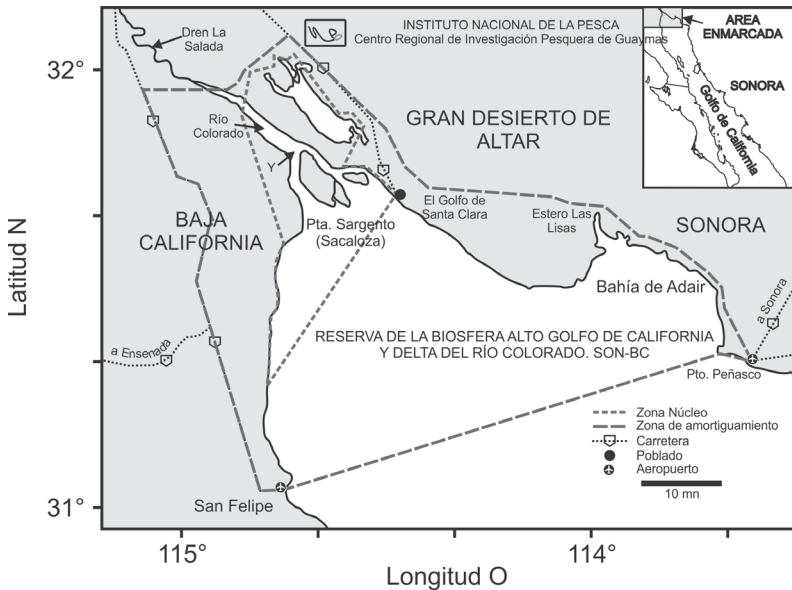 INSTITUTO NACIONAL DE LA PESCA
Centro Regional de Investigación Pesquera de Guaymas
AREA
ENMARCADA
SONORA
Golfo de California
Dren La
Salada
32°
Río
Colorado
GRAN DESIERTO DE
ALTAR
Y
El Golfo de
Santa Clara
Estero Las
Lisas
SONORA
BAJA
CALIFORNIA
Pta. Sargento
(Sacaloza)
Bahía de Adair
a Sonora
RESERVA DE LA BIOSFERA ALTO GOLFO DE CALIFORNIA
Y DELTA DEL RÍO COLORADO. SON-BC
a Ensenada
Pto. Peñasco
Zona Núcleo
Zona de amortiguamiento
Carretera
Poblado
Aeropuerto
10 mn
San Felipe
31°
115°
114°
Longitud O
Latitud N